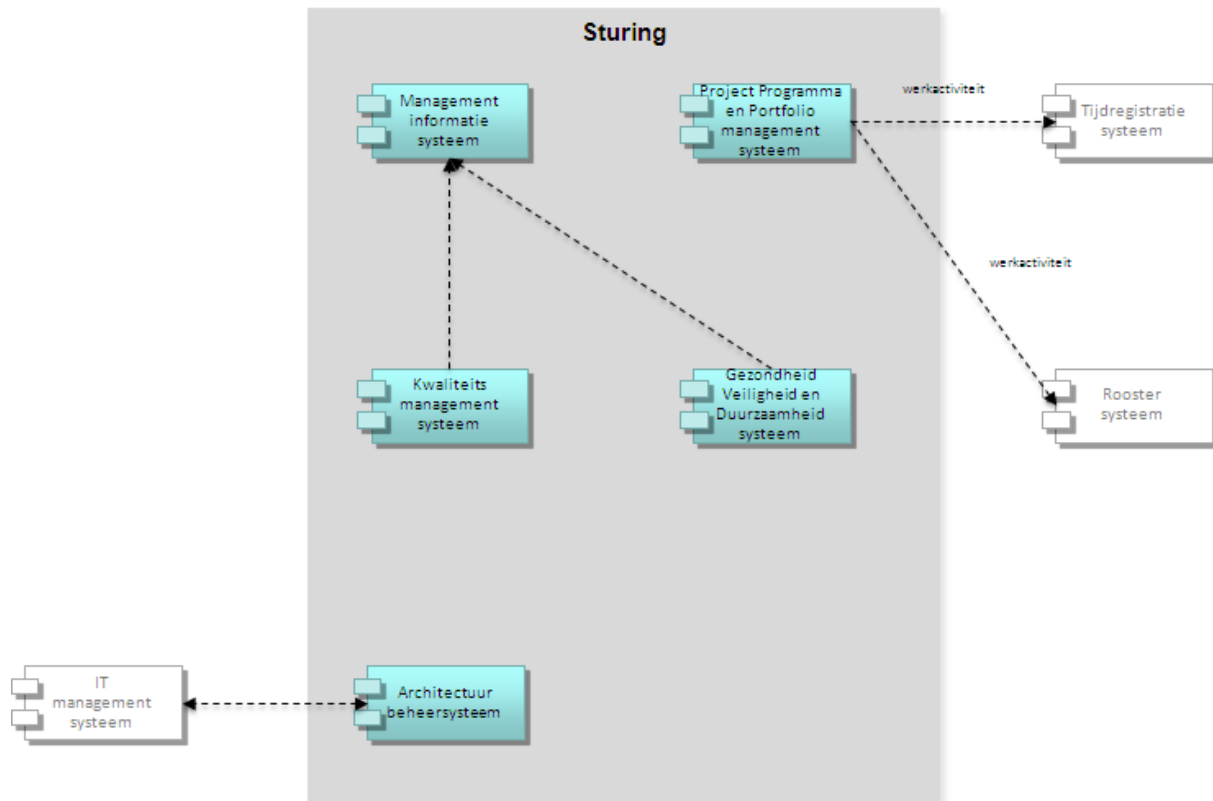 Sturing
Management
informatie
systeem
Project Programma
en Portfolio
management
systeem
werkactiviteit
Tijdregistratie
systeem
werkactiviteit
Kwaliteits
management
systeem
Gezondheid
Veiligheid en
Duurzaamheid
systeem
Rooster
systeem
IT
management
systeem
Architectuur
beheersysteem